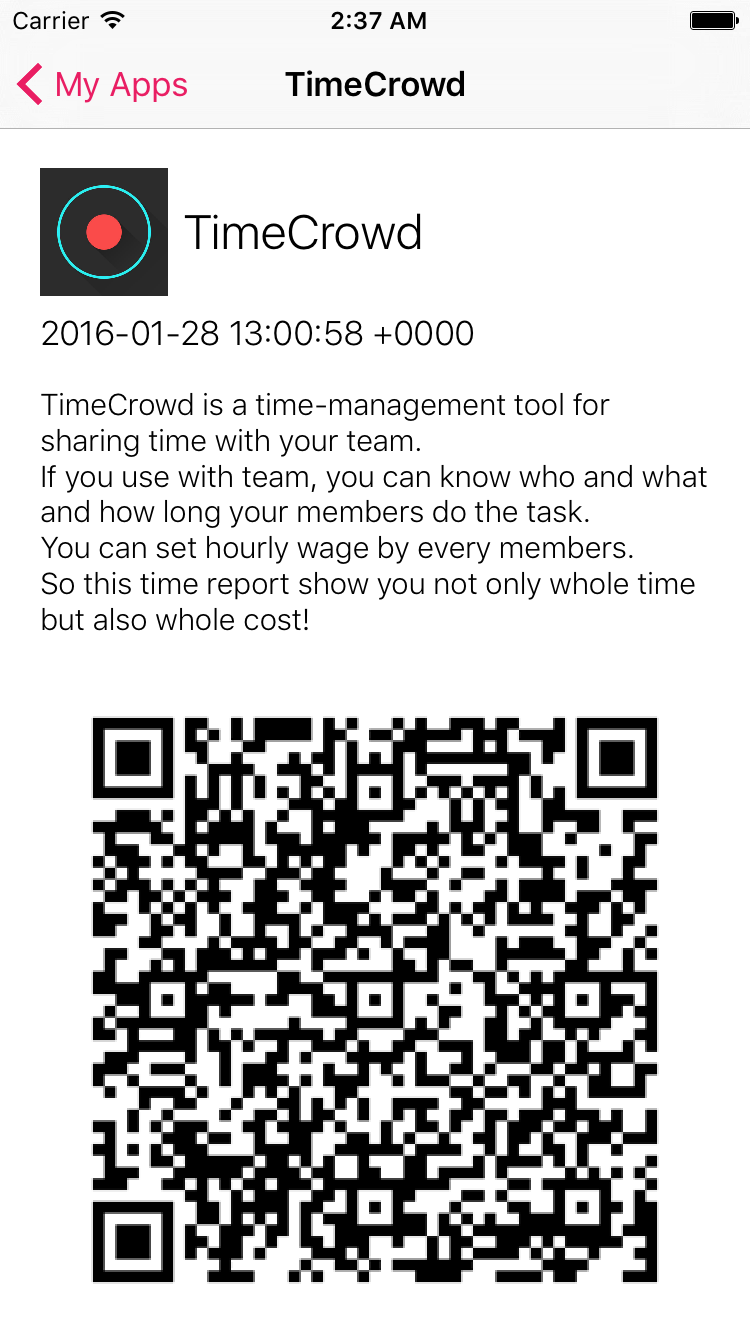 Carrier 2:37 AM
My Apps TimeCrowd
TimeCrowd
2016-01-28 13:00:58 +0000
TimeCrowd is a time-management tool for
sharing time with your team.
If you use with team, you can know who and what
and how long your members do the task.
You can set hourly wage by every members.
So this time report show you not only whole time
but also whole cost!